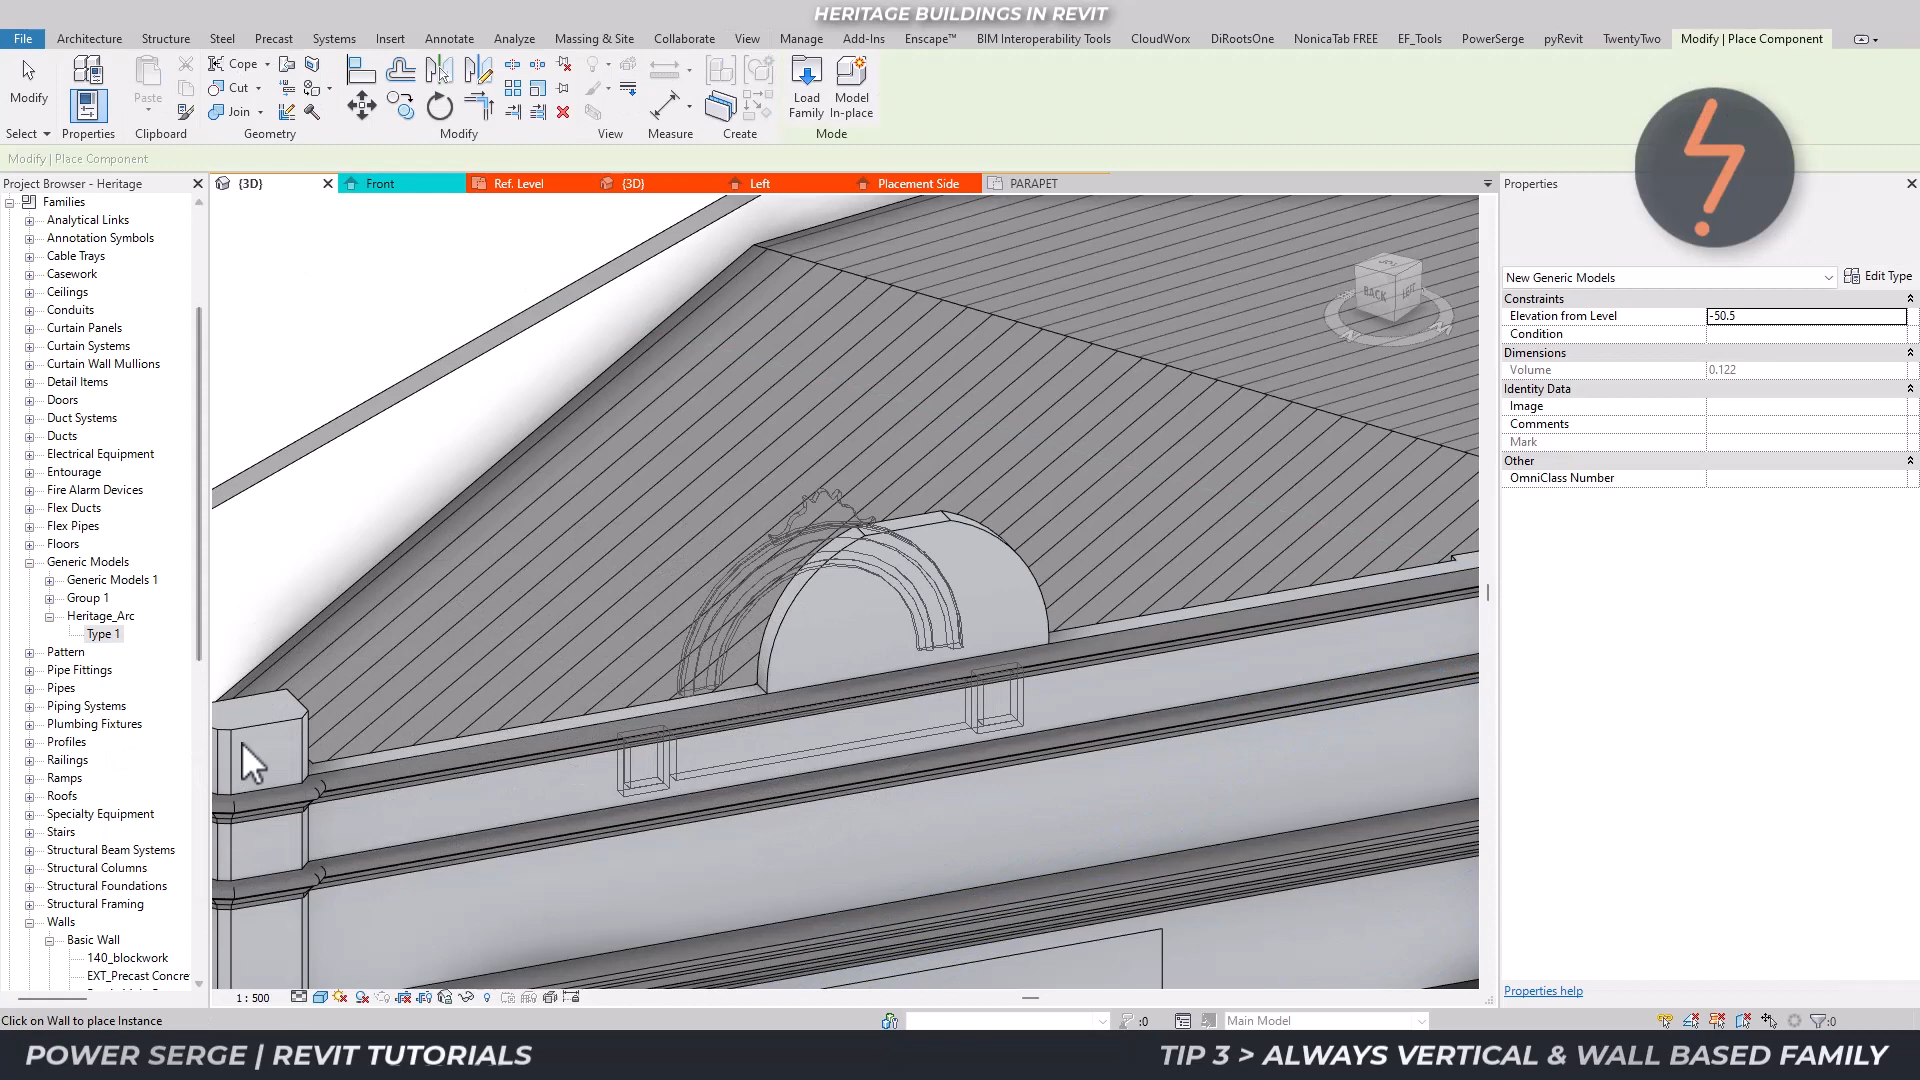 HERITAGE BUILDINGS IN REVIT
File Architecture Structure Steel Precast Systems Insert Annotate Analyze Massing & Site Collaborate View Manage Add-Ins Enscape™ BIM Interoperability Tools CloudWorx DiRootsOne NonicaTab FREE EF_Tools PowerSerge pyRevit TwentyTwo Modify | Place Component
Modify
Select
Properties
Paste
Clipboard
Cope
Cut
Join
Geometry
Modify
View
Measure
Create
Load Family
Model In-place
Mode
Modify | Place Component
Project Browser - Heritage
Families
Analytical Links
Annotation Symbols
Cable Trays
Casework
Ceilings
Conduits
Curtain Panels
Curtain Systems
Curtain Wall Mullions
Detail Items
Doors
Duct Systems
Ducts
Electrical Equipment
Entourage
Fire Alarm Devices
Flex Ducts
Flex Pipes
Floors
Generic Models
Generic Models 1
Group 1
Heritage_Arc
Type 1
Pattern
Pipe Fittings
Pipes
Piping Systems
Plumbing Fixtures
Profiles
Railings
Ramps
Roofs
Specialty Equipment
Stairs
Structural Beam Systems
Structural Columns
Structural Foundations
Structural Framing
Walls
Basic Wall
140_blockwork
EXT_Precast Concre
{3D} Front Ref. Level {3D} Left Placement Side PARAPET
TOP
BACK LEFT
N W
Properties
New Generic Models Edit Type
Constraints
Elevation from Level -50.5
Condition
Dimensions
Volume 0.122
Identity Data
Image
Comments
Mark
Other
OmniClass Number
Properties help
1 : 500
Click on Wall to place Instance :0 Main Model :0
POWER SERGE | REVIT TUTORIALS
TIP 3 > ALWAYS VERTICAL & WALL BASED FAMILY